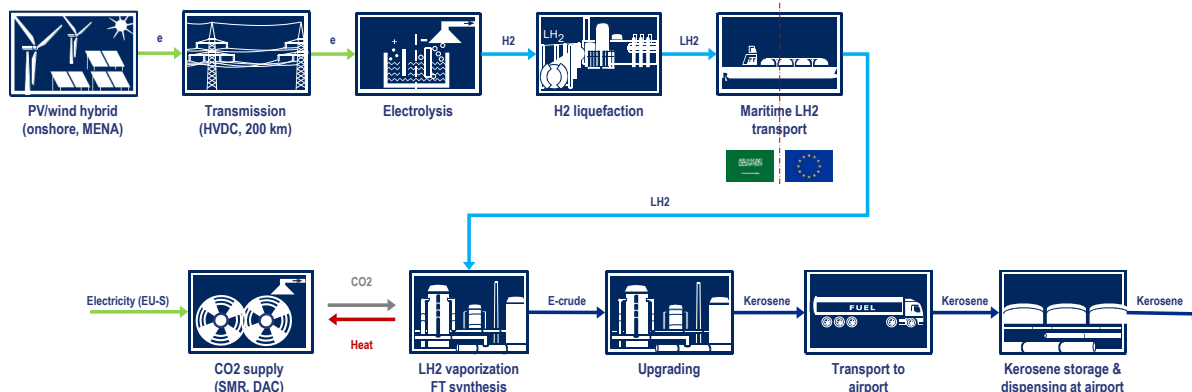 e
e
H2
LH2
LH2
+
-
PV/wind hybrid
(onshore, MENA)
Transmission
(HVDC, 200 km)
Electrolysis
H2 liquefaction
Maritime LH2
transport
LH2
Electricity (EU-S)
CO2
Heat
E-crude
Kerosene
FUEL
Kerosene
Kerosene
CO2 supply
(SMR, DAC)
LH2 vaporization
FT synthesis
Upgrading
Transport to
airport
Kerosene storage &
dispensing at airport